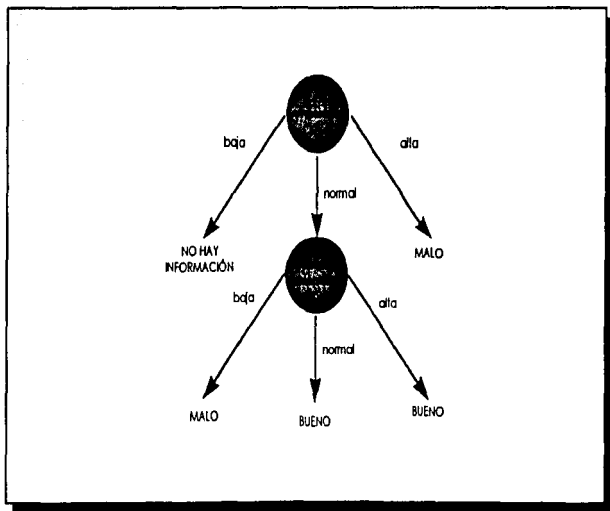 baja
alta
normal
NO HAY
INFORMACIÓN
MALO
baja
alta
normal
MALO
BUENO
BUENO